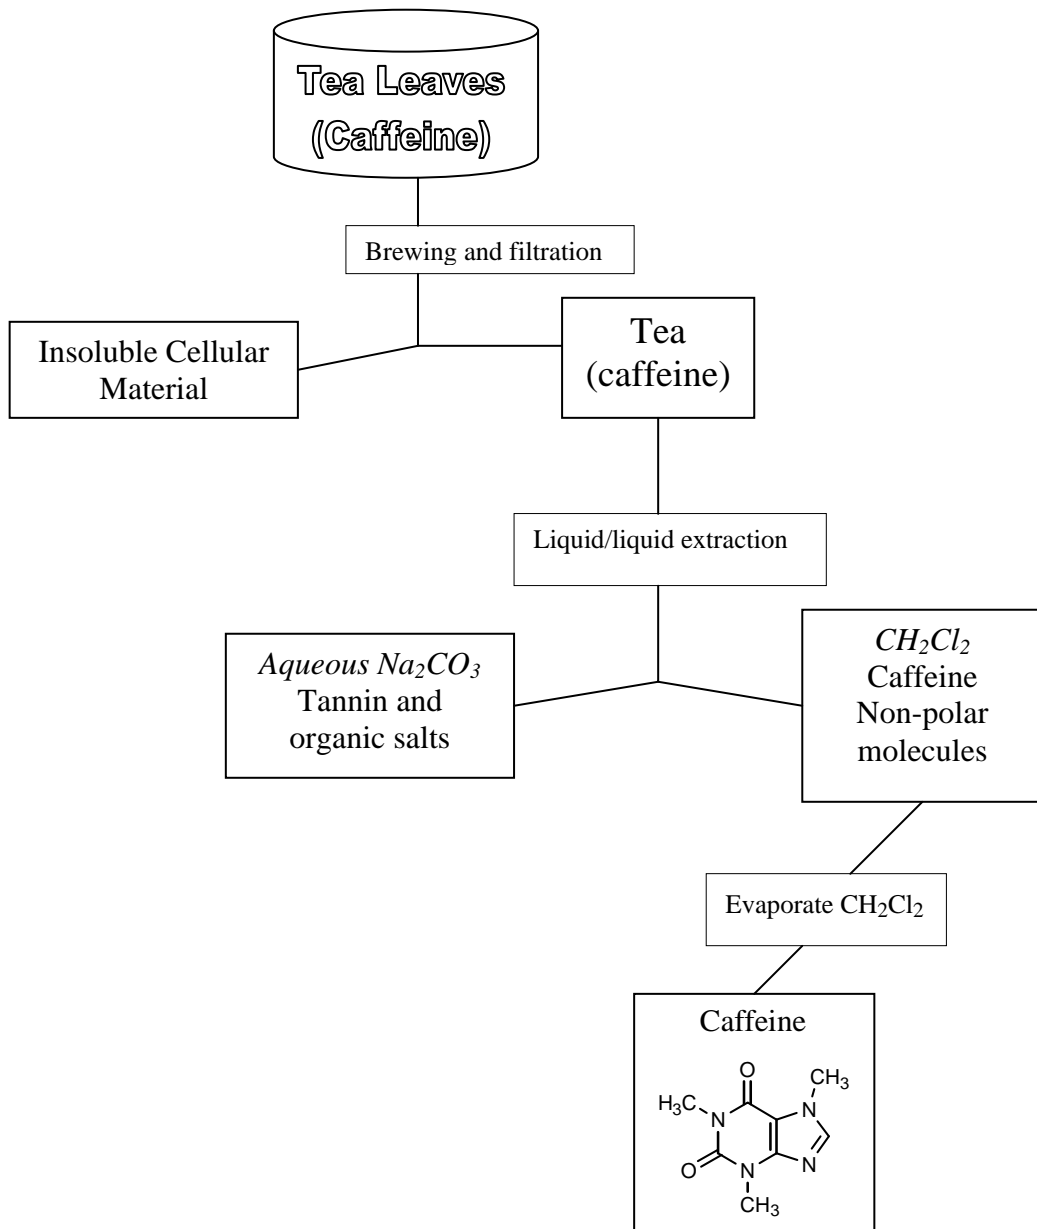 Tea Leaves
(Caffeine)
Brewing and filtration
Insoluble Cellular
Material
Tea
(caffeine)
Liquid/liquid extraction
Aqueous Na₂CO₃
Tannin and
organic salts
CH₂Cl₂
Caffeine
Non-polar
molecules
Evaporate CH₂Cl₂
Caffeine
O
CH₃
H₃C
N
N
O
N
N
CH₃